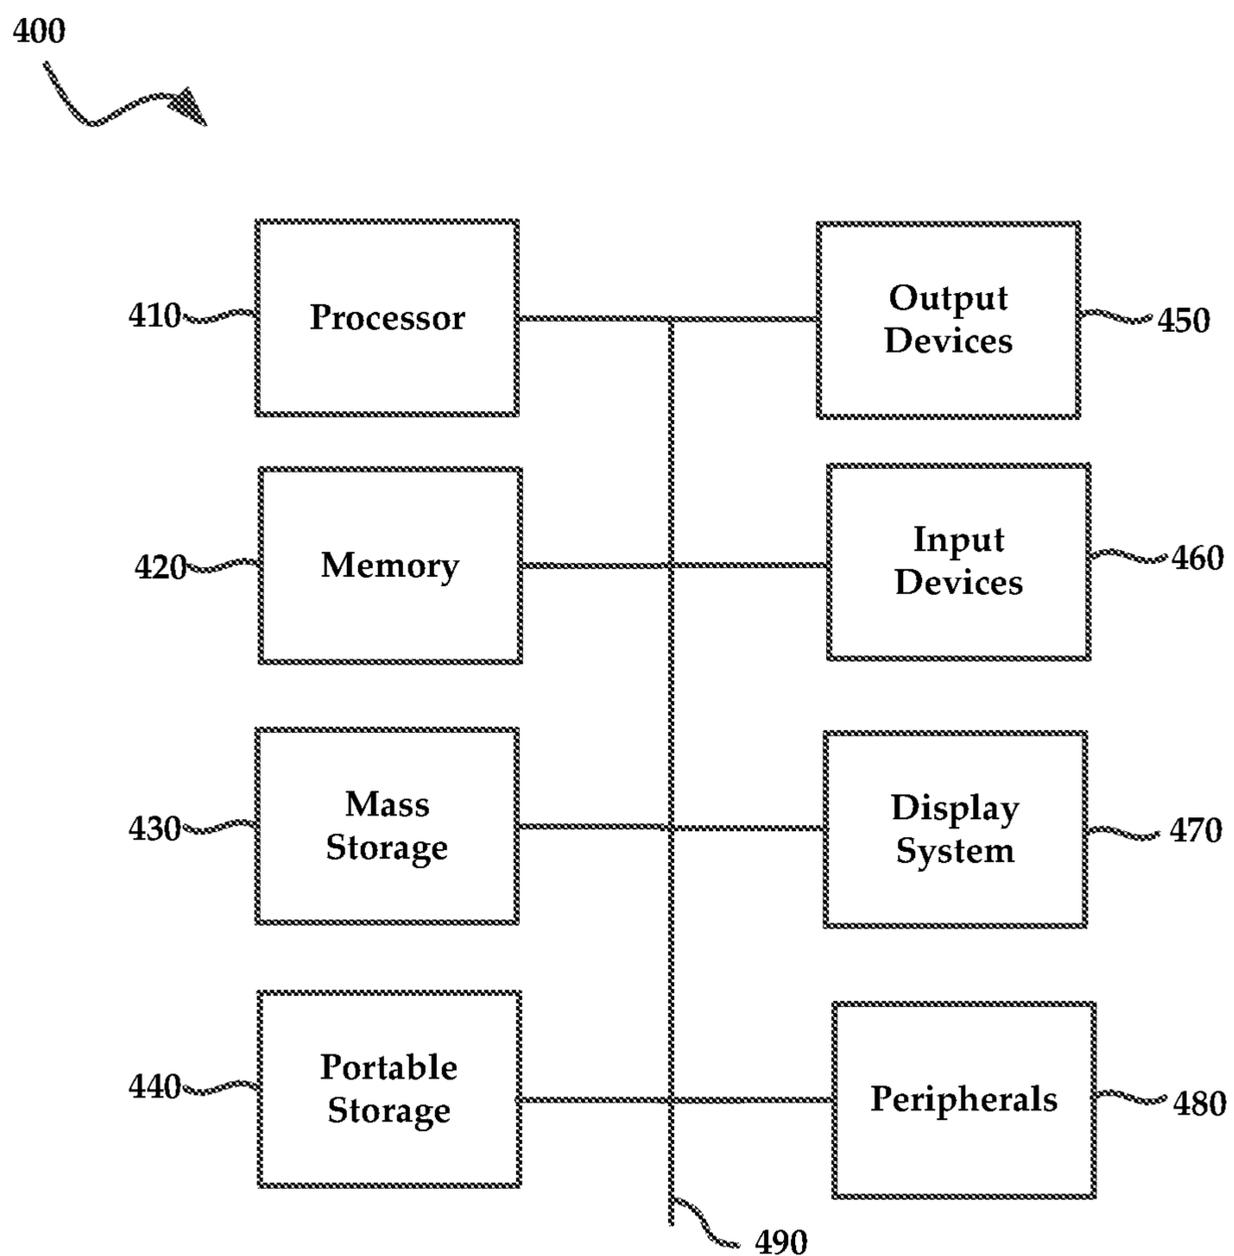 400
410
Processor
Output
Devices
450
420
Memory
Input
Devices
460
430
Mass
Storage
Display
System
470
440
Portable
Storage
Peripherals
480
490